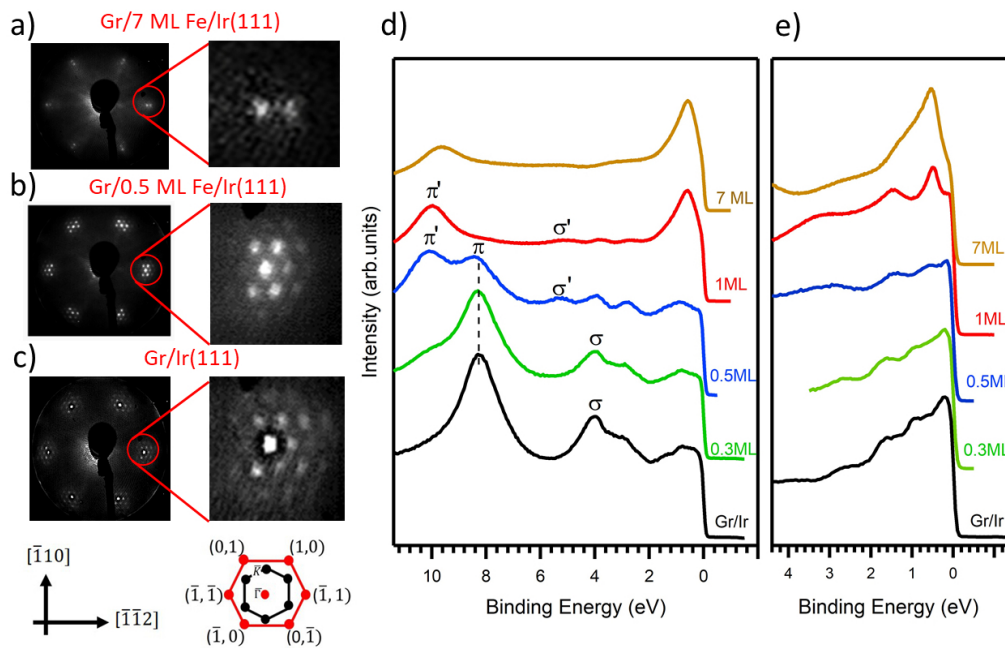 a)
Gr/7 ML Fe/Ir(111)
b)
Gr/0.5 ML Fe/Ir(111)
c)
Gr/Ir(111)
[1̄10]
[1̄1̄2]
(0,1)
(1,0)
K̄
(1̄, 1̄)
Γ̄
(1̄, 1)
(1̄, 0)
(0,1̄)
d)
Intensity (arb.units)
7 ML
π'
σ'
1ML
π'
π
σ'
0.5ML
σ
0.3ML
σ
Gr/Ir
10 8 6 4 2 0
Binding Energy (eV)
e)
7ML
1ML
0.5ML
0.3ML
Gr/Ir
4 3 2 1 0
Binding Energy (eV)